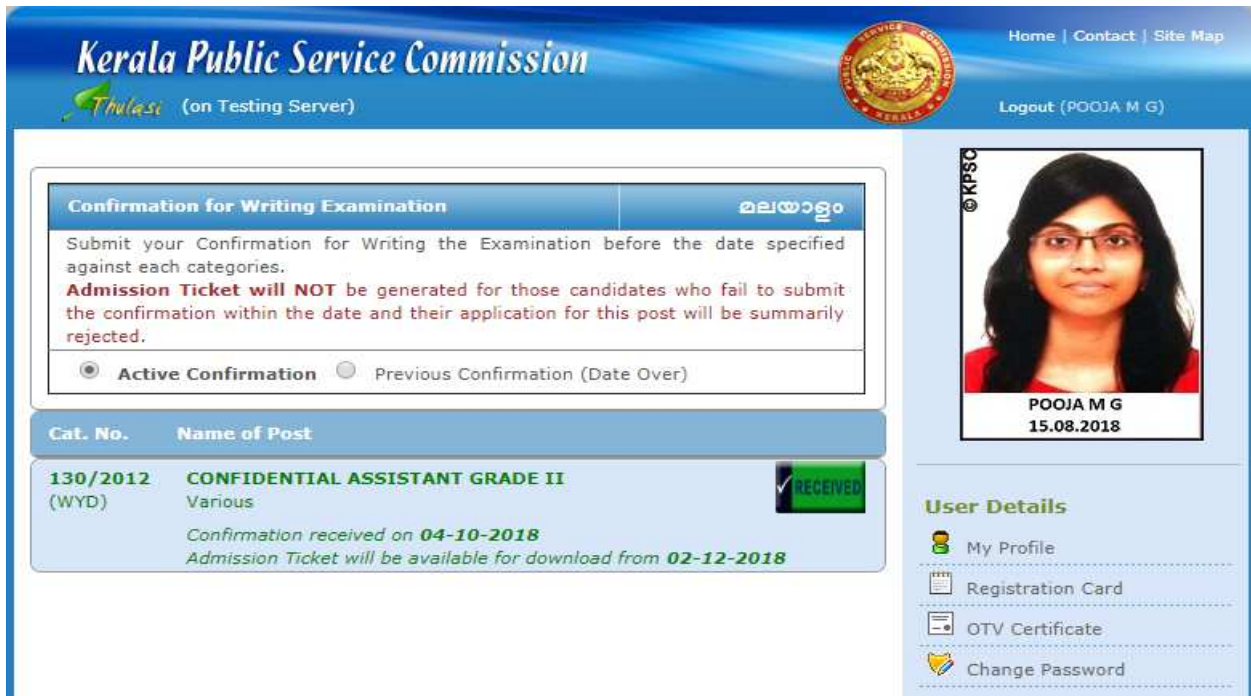 Kerala Public Service Commission
Thulasi (on Testing Server)
Home | Contact | Site Map
Logout (POOJA M G)
Confirmation for Writing Examination
മലയാളം
Submit your Confirmation for Writing the Examination before the date specified
against each categories.
Admission Ticket will NOT be generated for those candidates who fail to submit
the confirmation within the date and their application for this post will be summarily
rejected.
Active Confirmation Previous Confirmation (Date Over)
Cat. No. Name of Post
130/2012 CONFIDENTIAL ASSISTANT GRADE II
(WYD) Various
RECEIVED
Confirmation received on 04-10-2018
Admission Ticket will be available for download from 02-12-2018
© KPSC
POOJA M G
15.08.2018
User Details
My Profile
Registration Card
OTV Certificate
Change Password
PUBLIC SERVICE COMMISSION
KERALA